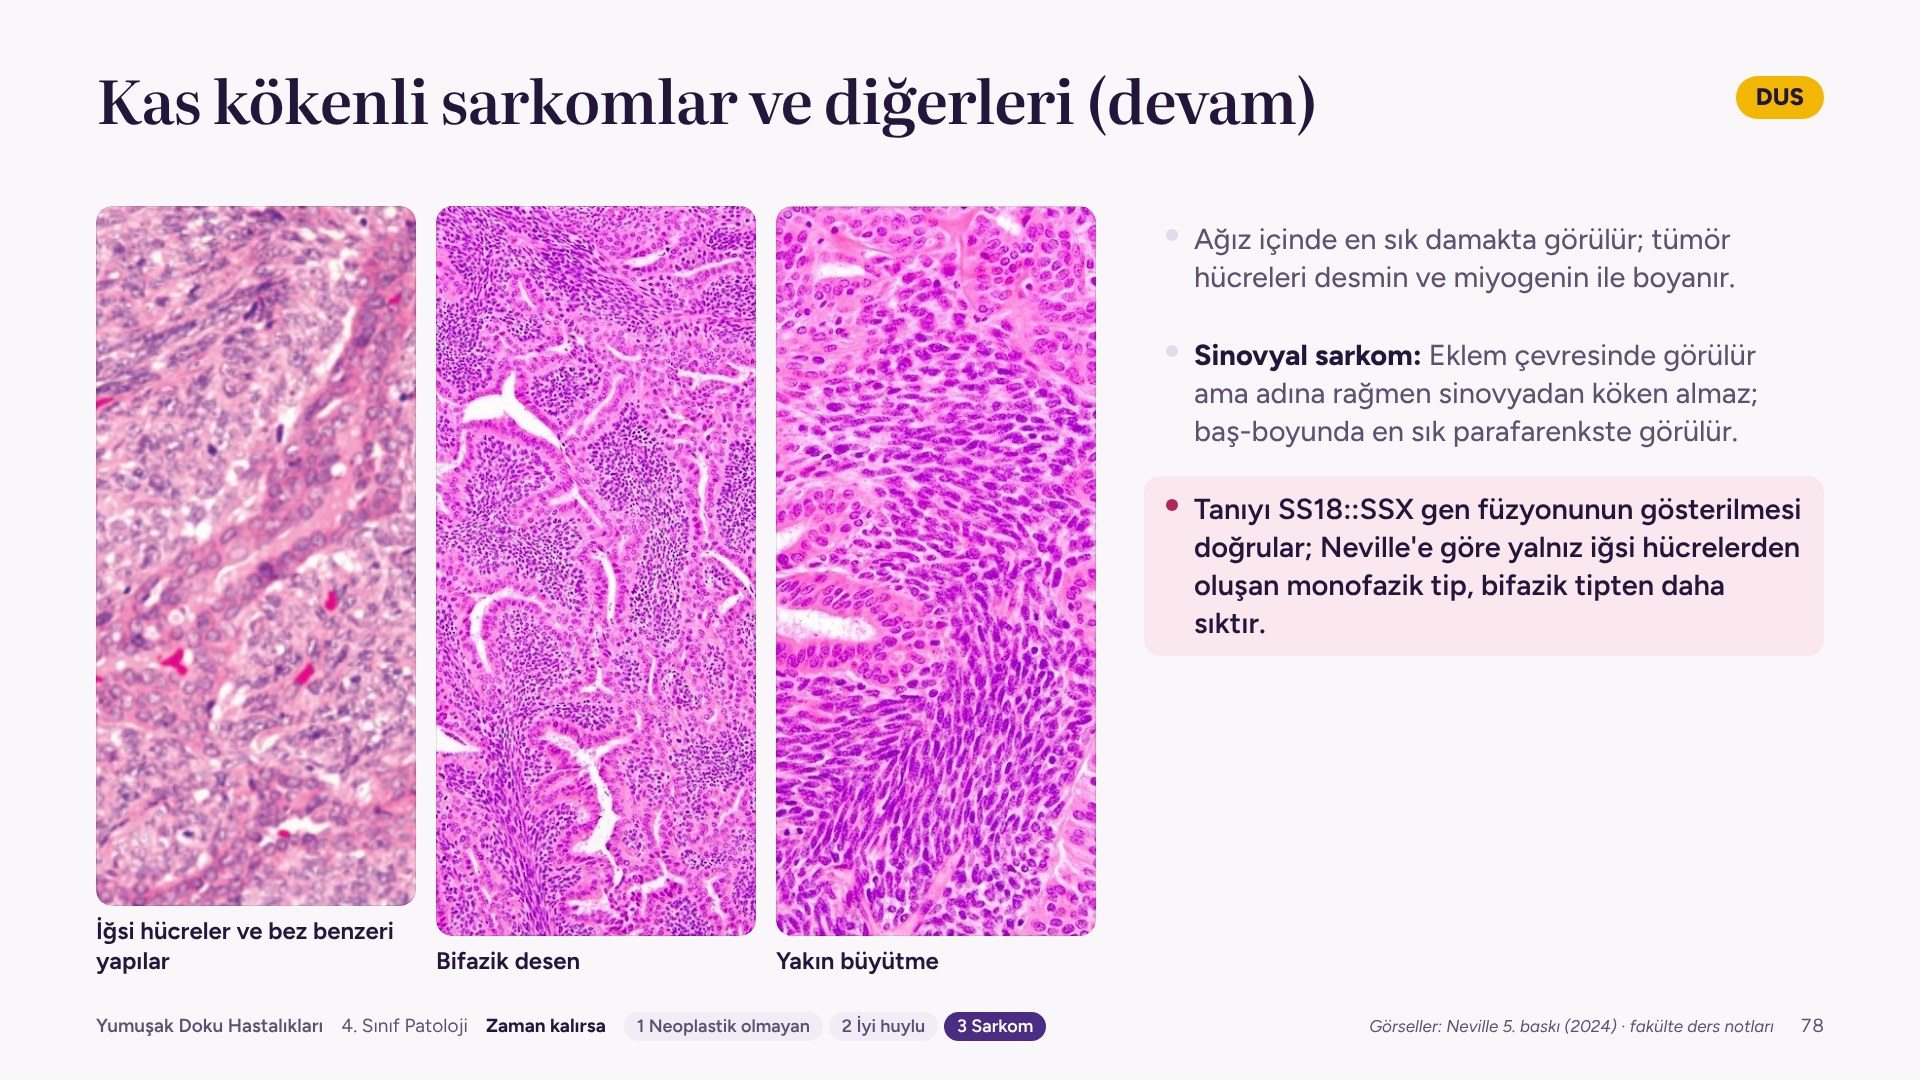 Kas kökenli sarkomlar ve diğerleri (devam)
DUS
Ağız içinde en sık damakta görülür; tümör
hücreleri desmin ve miyogenin ile boyanır.
Sinovyal sarkom: Eklem çevresinde görülür
ama adına rağmen sinovyadan köken almaz;
baş-boyunda en sık parafarenkste görülür.
Tanıyı SS18::SSX gen füzyonunun gösterilmesi
doğrular; Neville'e göre yalnız iğsi hücrelerden
oluşan monofazik tip, bifazik tipten daha
sıktır.
İğsi hücreler ve bez benzeri
yapılar
Bifazik desen
Yakın büyütme
Yumuşak Doku Hastalıkları 4. Sınıf Patoloji Zaman kalırsa 1 Neoplastik olmayan 2 İyi huylu 3 Sarkom
Görseller: Neville 5. baskı (2024) · fakülte ders notları 78